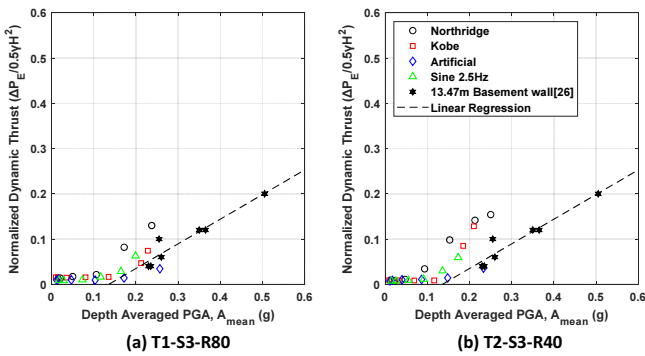 Normalized Dynamic Thrust (ΔP_E/0.5γH²)
0.6
0.5
0.4
0.3
0.2
0.1
0
0 0.1 0.2 0.3 0.4 0.5 0.6
Depth Averaged PGA, A_mean (g)
(a) T1-S3-R80
Normalized Dynamic Thrust (ΔP_E/0.5γH²)
0.6
0.5
0.4
0.3
0.2
0.1
0
Northridge
Kobe
Artificial
Sine 2.5Hz
13.47m Basement wall[26]
Linear Regression
0 0.1 0.2 0.3 0.4 0.5 0.6
Depth Averaged PGA, A_mean (g)
(b) T2-S3-R40